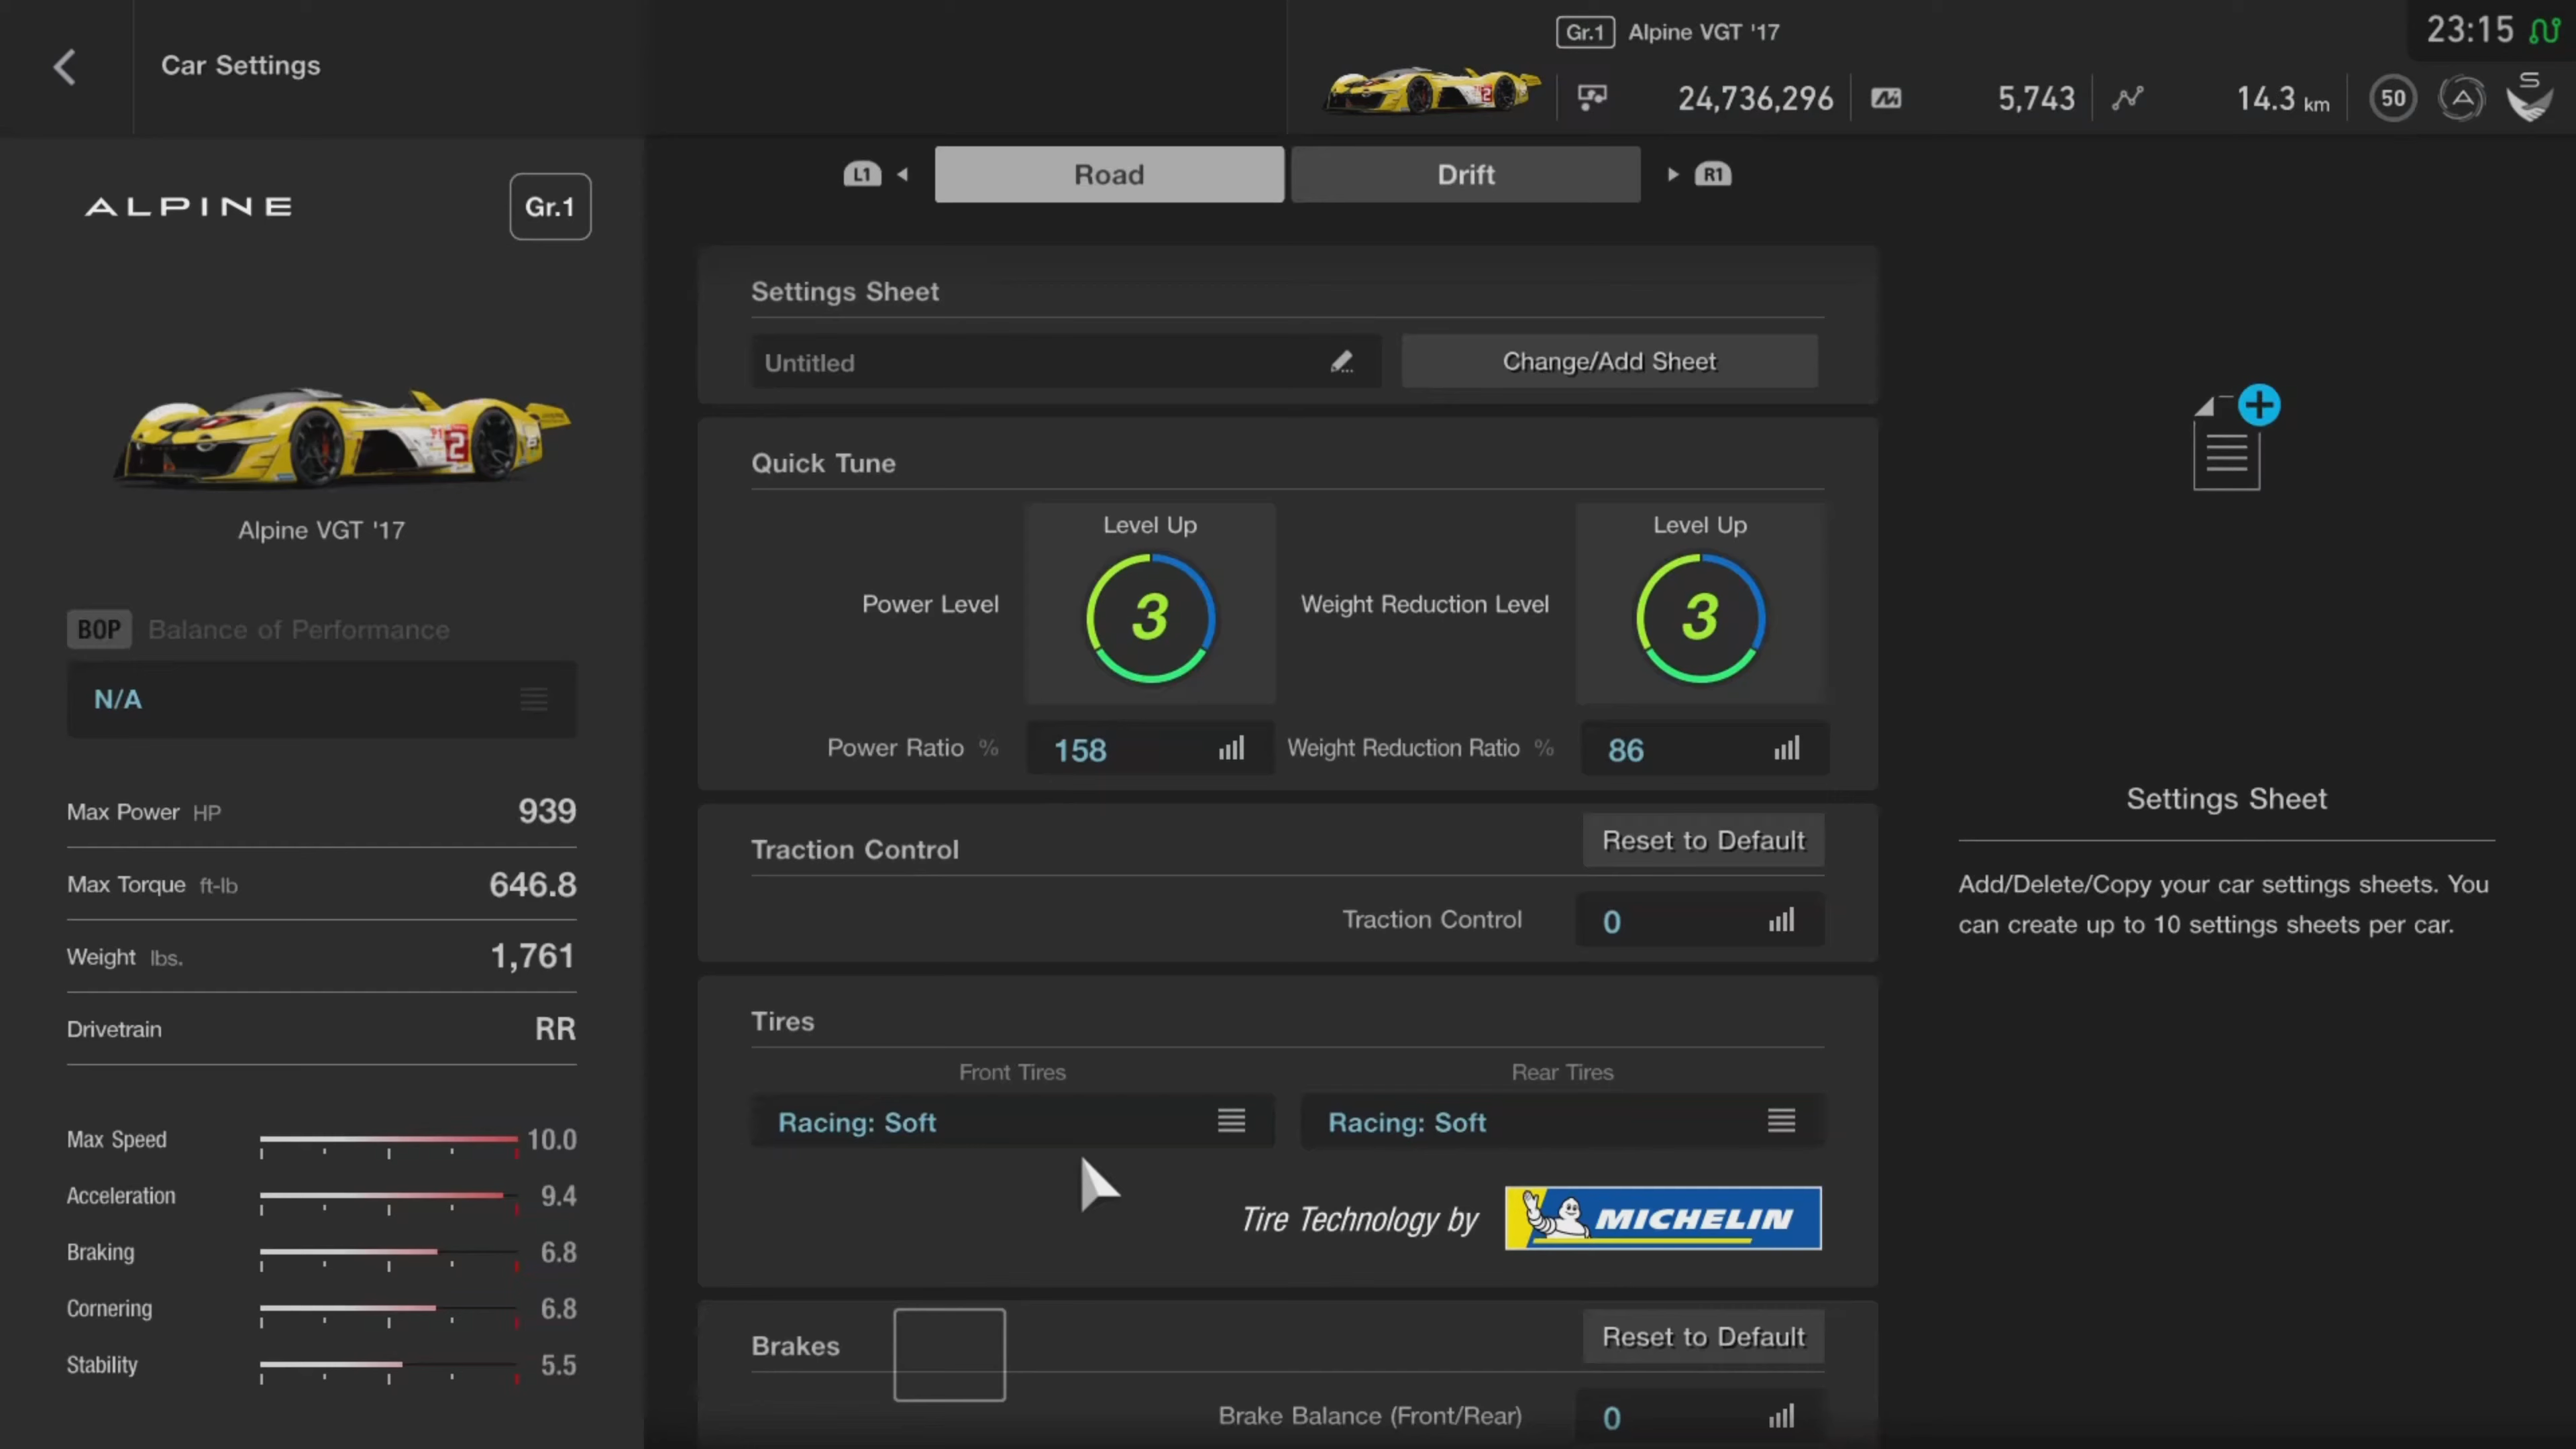 Car Settings
Gr.1 Alpine VGT '17
23:15
24,736,296
5,743
14.3 km
50
A
S
ALPINE
Gr.1
Alpine VGT '17
BOP Balance of Performance
N/A
Max Power HP 939
Max Torque ft-lb 646.8
Weight lbs. 1,761
Drivetrain RR
Max Speed 10.0
Acceleration 9.4
Braking 6.8
Cornering 6.8
Stability 5.5
L1 Road Drift R1
Settings Sheet
Untitled Change/Add Sheet
Quick Tune
Level Up Level Up
Power Level 3 Weight Reduction Level 3
Power Ratio % 158 Weight Reduction Ratio % 86
Traction Control Reset to Default
Traction Control 0
Tires
Front Tires Rear Tires
Racing: Soft Racing: Soft
Tire Technology by MICHELIN
Brakes Reset to Default
Brake Balance (Front/Rear) 0
Settings Sheet
Add/Delete/Copy your car settings sheets. You
can create up to 10 settings sheets per car.